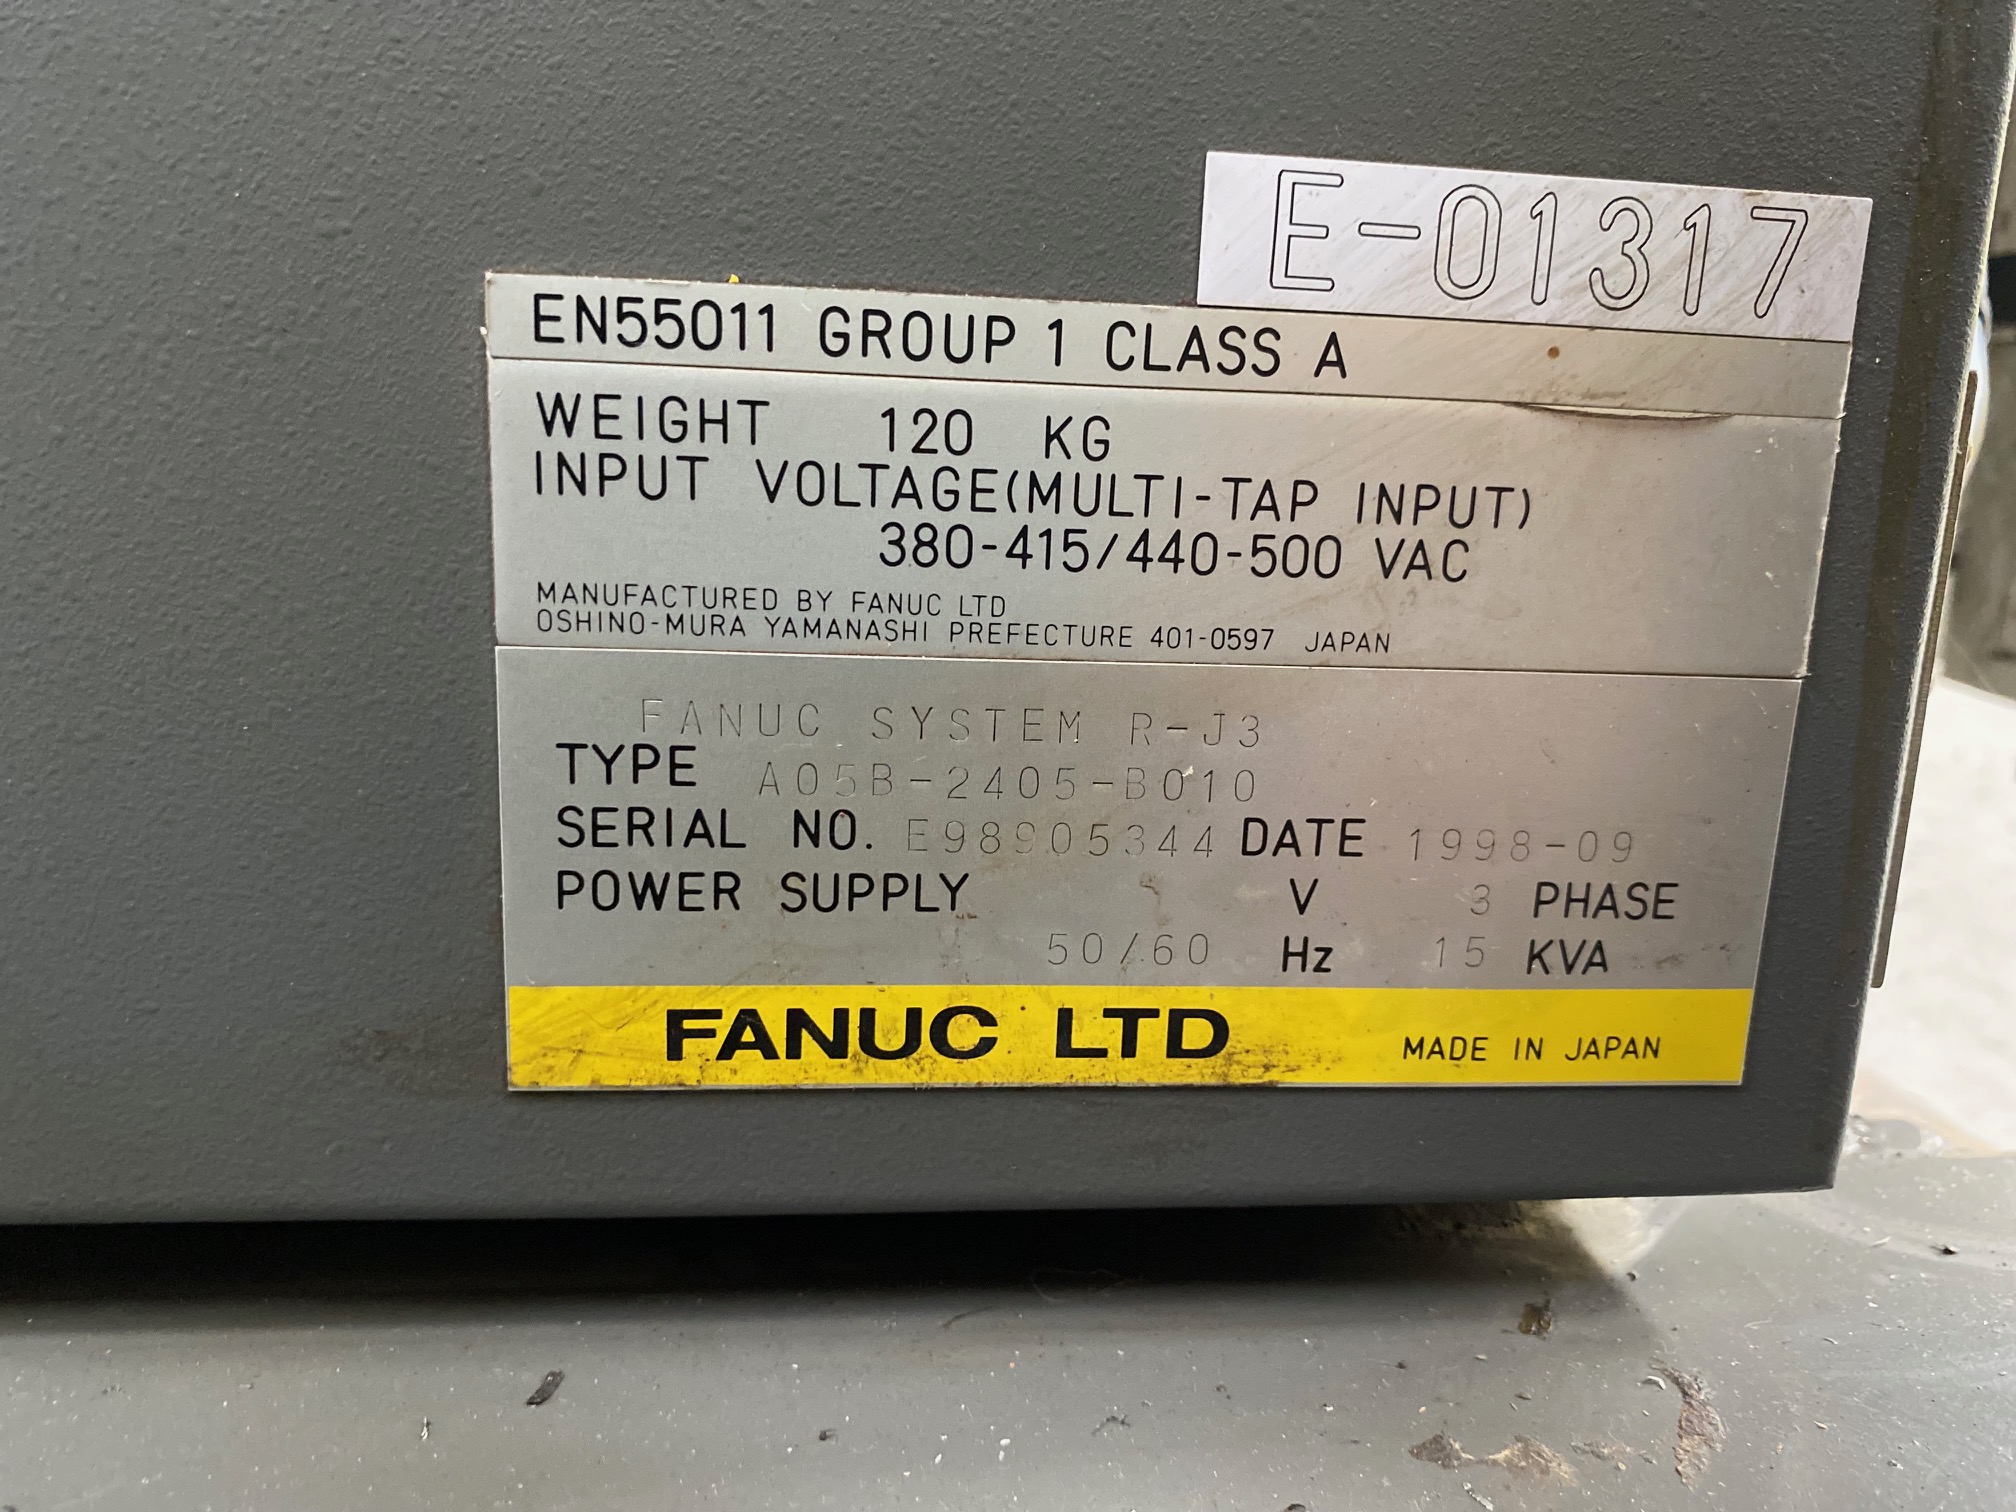 E-01317
EN55011 GROUP 1 CLASS A
WEIGHT 120 KG
INPUT VOLTAGE(MULTI-TAP INPUT)
380-415/440-500 VAC
MANUFACTURED BY FANUC LTD
OSHINO-MURA YAMANASHI PREFECTURE 401-0597 JAPAN
FANUC SYSTEM R-J3
TYPE A05B-2405-B010
SERIAL NO. E98905344 DATE 1998-09
POWER SUPPLY V 3 PHASE
50/60 Hz 15 KVA
FANUC LTD MADE IN JAPAN